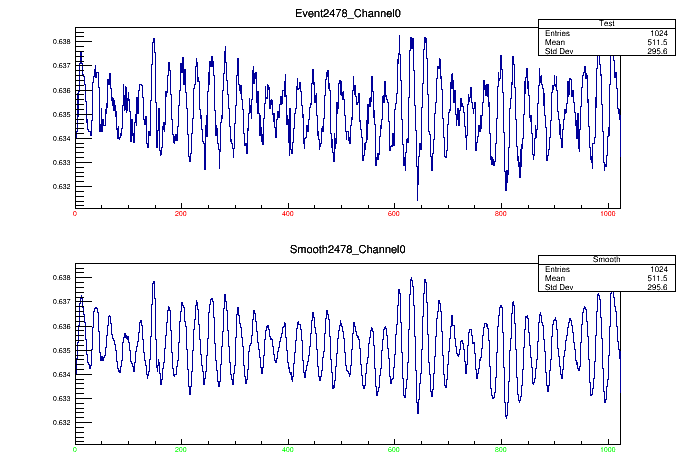 Event2478_Channel0
Test
Entries 1024
Mean 511.5
Std Dev 295.6
0.638
0.637
0.636
0.635
0.634
0.633
0.632
0 200 400 600 800 1000
Smooth2478_Channel0
Smooth
Entries 1024
Mean 511.5
Std Dev 295.6
0.638
0.637
0.636
0.635
0.634
0.633
0.632
0 200 400 600 800 1000